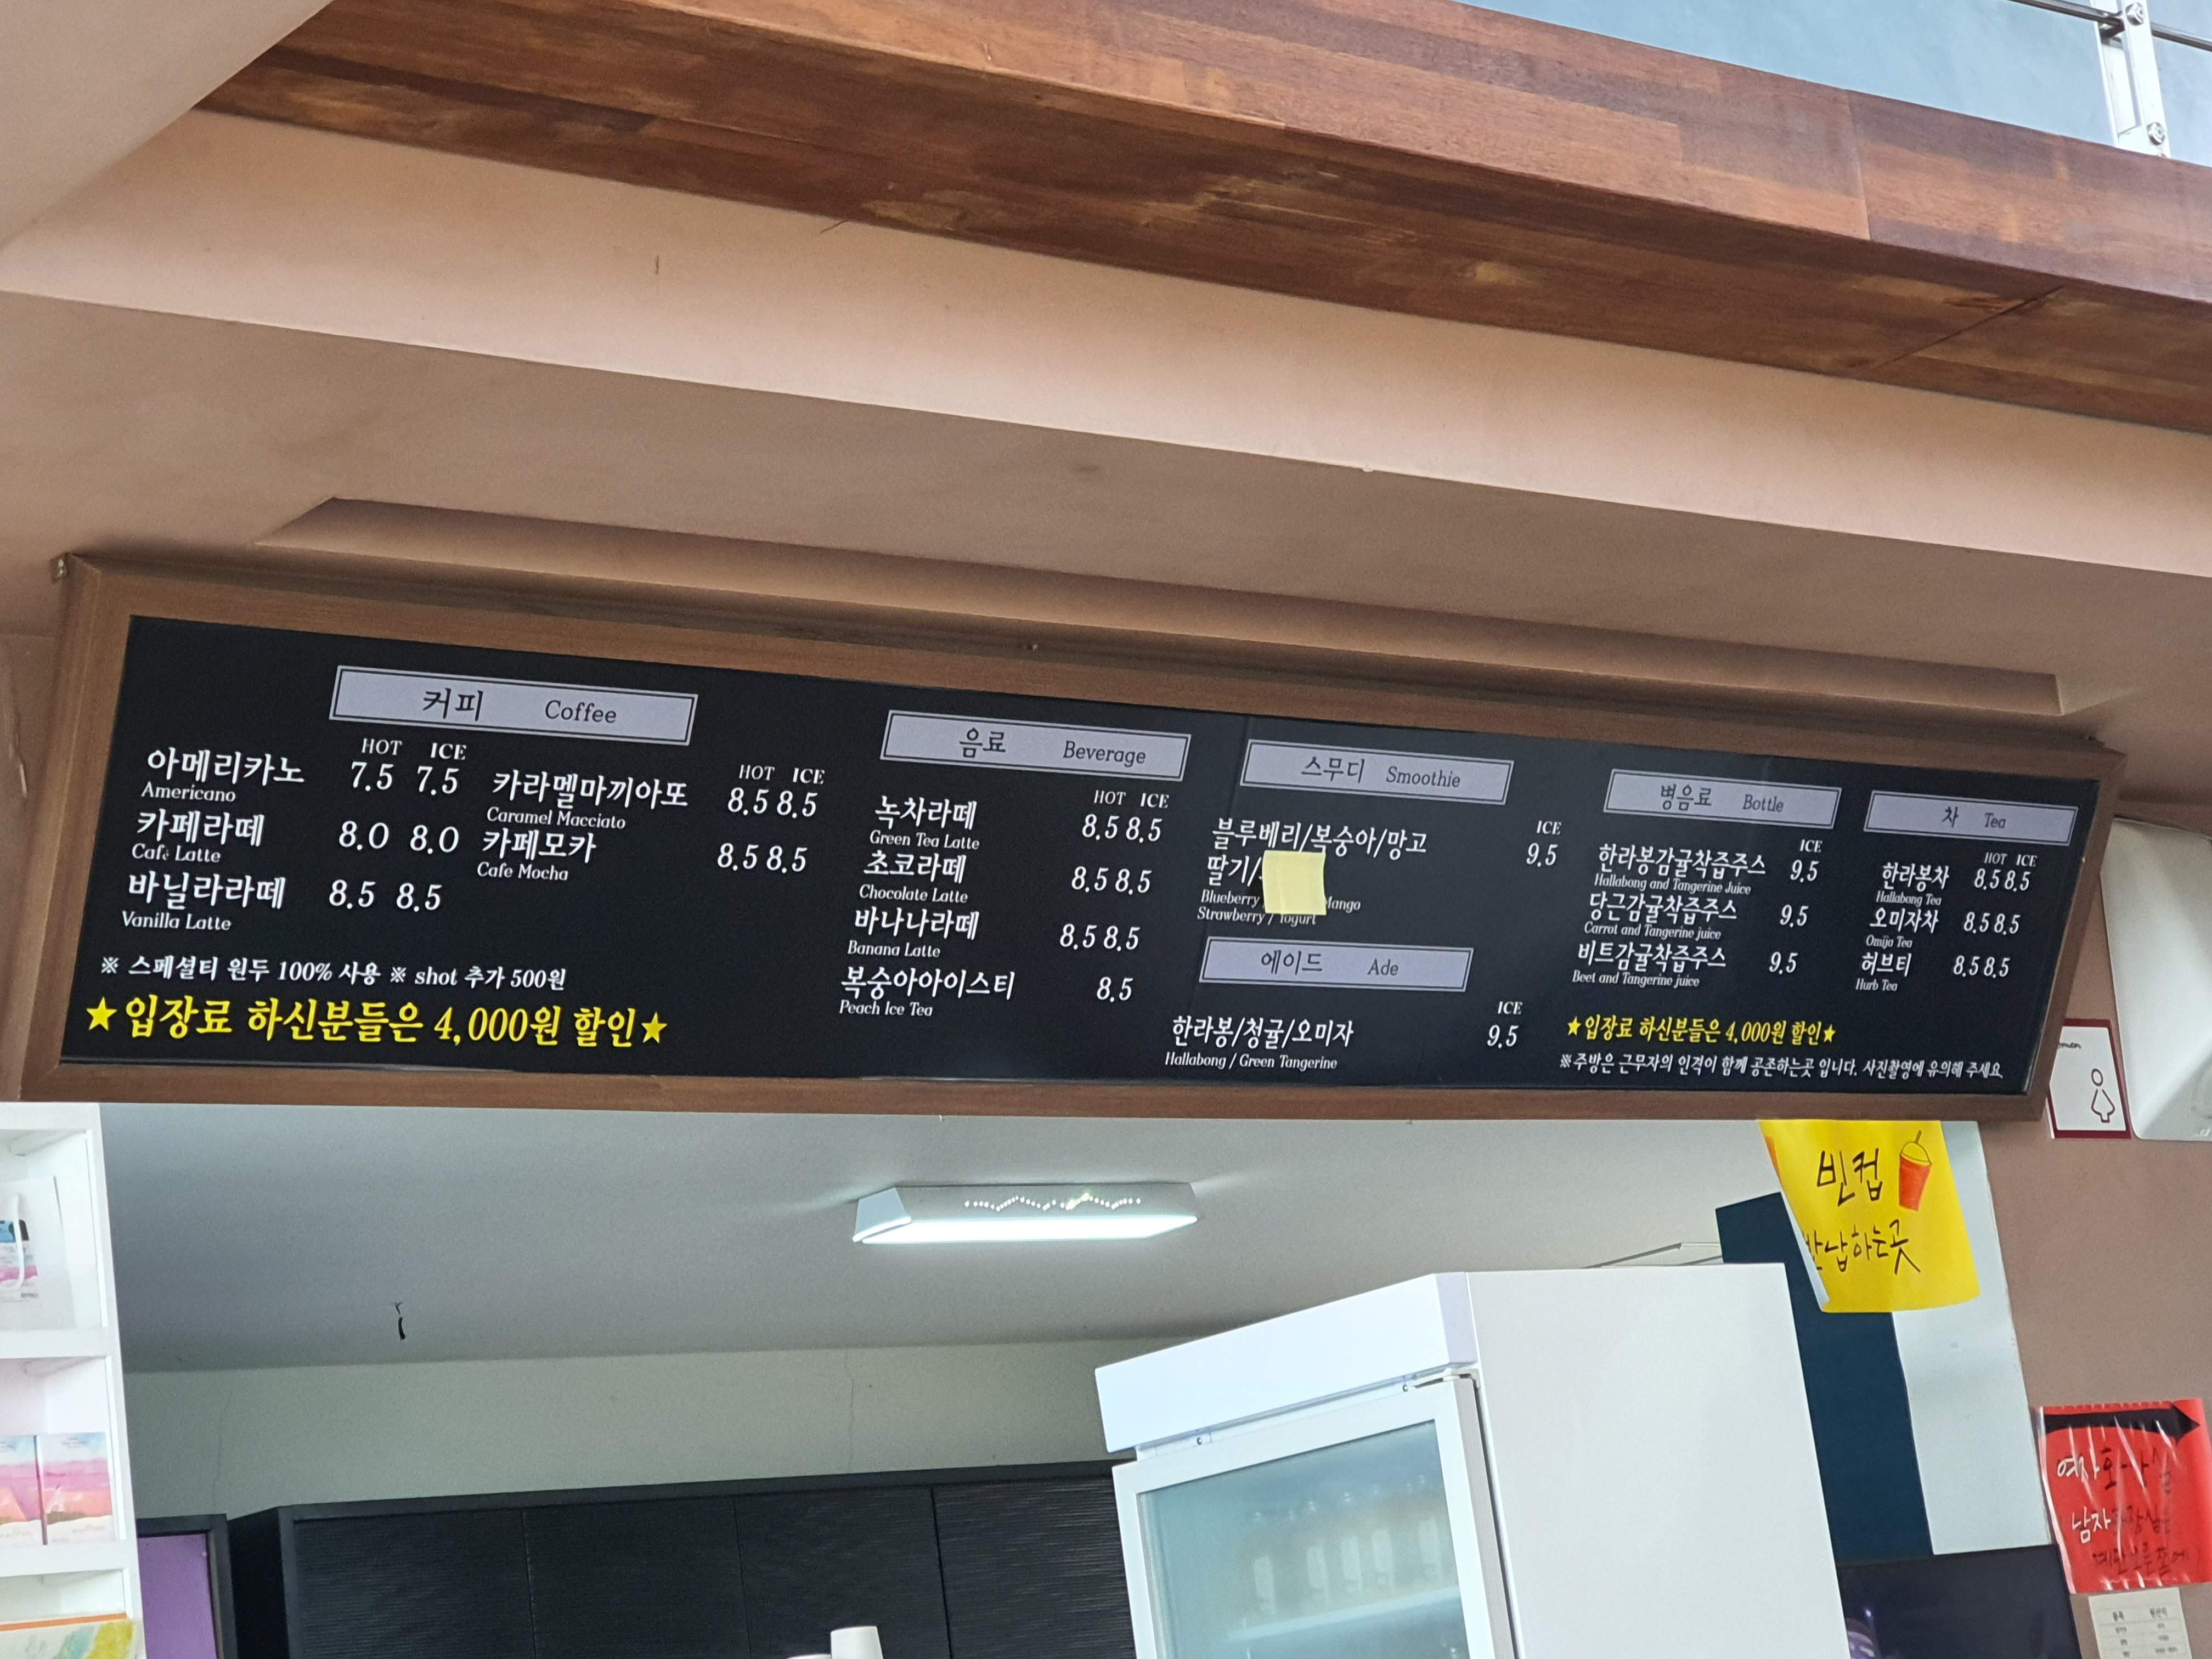 커피 Coffee
HOT ICE
아메리카노 7.5 7.5
Americano
카페라떼 8.0 8.0
Cafe Latte
바닐라라떼 8.5 8.5
Vanilla Latte
HOT ICE
카라멜마끼아또 8.5 8.5
Caramel Macciato
카페모카 8.5 8.5
Cafe Mocha
※ 스페셜티 원두 100% 사용 ※ shot 추가 500원
★입장료 하신분들은 4,000원 할인★
음료 Beverage
HOT ICE
녹차라떼 8.5 8.5
Green Tea Latte
초코라떼 8.5 8.5
Chocolate Latte
바나나라떼 8.5 8.5
Banana Latte
복숭아아이스티 8.5
Peach Ice Tea
스무디 Smoothie
ICE
블루베리/복숭아/망고 9.5
딸기/
Blueberry Mango
Strawberry / Yogurt
에이드 Ade
ICE
한라봉/청귤/오미자 9.5
Hallabong / Green Tangerine
병음료 Bottle
ICE
한라봉감귤착즙주스 9.5
Hallabong and Tangerine Juice
당근감귤착즙주스 9.5
Carrot and Tangerine juice
비트감귤착즙주스 9.5
Beet and Tangerine juice
차 Tea
HOT ICE
한라봉차 8.5 8.5
Hallabong Tea
오미자차 8.5 8.5
Omija Tea
허브티 8.5 8.5
Hurb Tea
★입장료 하신분들은 4,000원 할인★
※주방은 근무자의 인격이 함께 공존하는곳 입니다. 사진촬영에 유의해 주세요.
빈컵
반납하는곳
여자화장실
남자화장실은